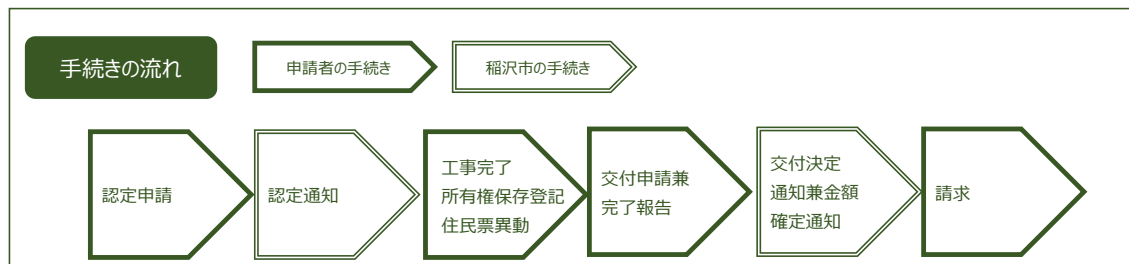 手続きの流れ
申請者の手続き
稲沢市の手続き
認定申請
認定通知
工事完了
所有権保存登記
住民票異動
交付申請兼
完了報告
交付決定
通知兼金額
確定通知
請求